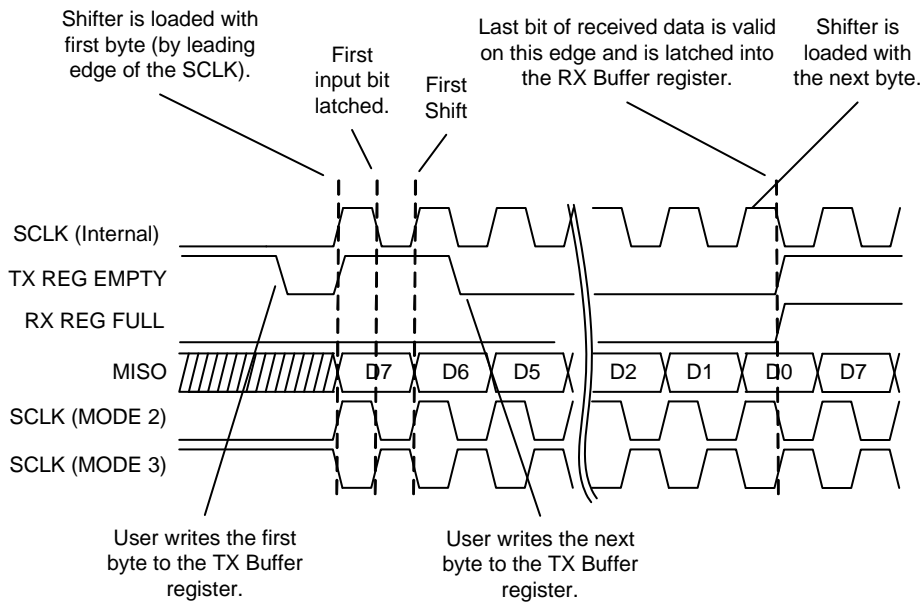 Shifter is loaded with
first byte (by leading
edge of the SCLK).
First
input bit
latched.
First
Shift
Last bit of received data is valid
on this edge and is latched into
the RX Buffer register.
Shifter is
loaded with
the next byte.
SCLK (Internal)
TX REG EMPTY
RX REG FULL
MISO
D7
D6
D5
D2
D1
D0
D7
SCLK (MODE 2)
SCLK (MODE 3)
User writes the first
byte to the TX Buffer
register.
User writes the next
byte to the TX Buffer
register.